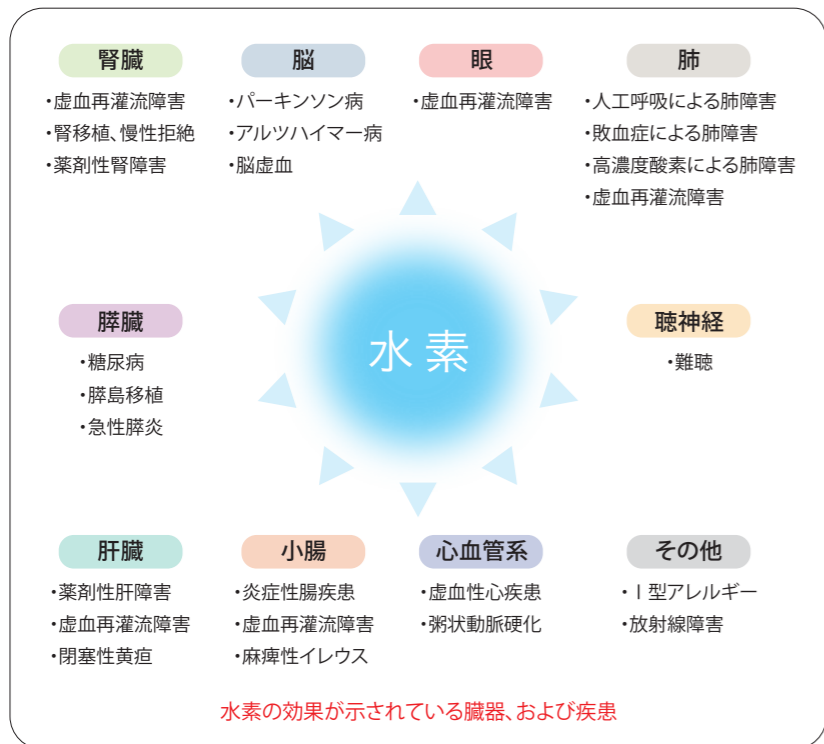 腎臓
・虚血再灌流障害
・腎移植、慢性拒絶
・薬剤性腎障害
脳
・パーキンソン病
・アルツハイマー病
・脳虚血
眼
・虚血再灌流障害
肺
・人工呼吸による肺障害
・敗血症による肺障害
・高濃度酸素による肺障害
・虚血再灌流障害
膵臓
・糖尿病
・膵島移植
・急性膵炎
水素
聴神経
・難聴
肝臓
・薬剤性肝障害
・虚血再灌流障害
・閉塞性黄疸
小腸
・炎症性腸疾患
・虚血再灌流障害
・麻痺性イレウス
心血管系
・虚血性心疾患
・粥状動脈硬化
その他
・Ⅰ型アレルギー
・放射線障害
水素の効果が示されている臓器、および疾患